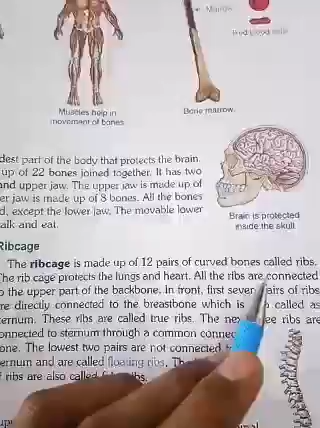 Muscles help in
movement of bones
Bone marrow
dest part of the body that protects the brain.
up of 22 bones joined together. It has two
and upper jaw. The upper jaw is made up of
er jaw is made up of 8 bones. All the bones
d, except the lower jaw. The movable lower
alk and eat.
Brain is protected
inside the skull
Ribcage
The ribcage is made up of 12 pairs of curved bones called ribs.
The rib cage protects the lungs and heart. All the ribs are connected
o the upper part of the backbone. In front, first seven pairs of ribs
re directly connected to the breastbone which is called as
ernum. These ribs are called true ribs. The ribs are
onnected to sternum through a common
one. The lowest two pairs are not connected
ernum and are called floating ribs.
f ribs are also called